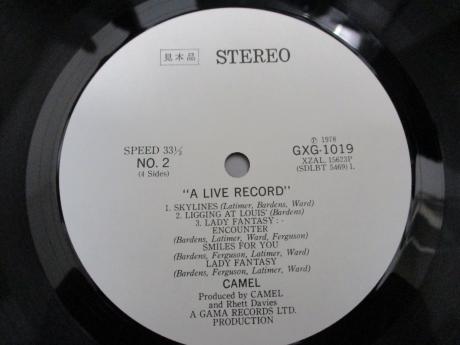 見本品 STEREO
SPEED 33⅓
NO. 2
(4 Sides)
Ⓟ 1978
GXG-1019
XZAL. 15623P
(SDLBT 5469) 1.
"A LIVE RECORD"
1. SKYLINES (Latimer, Bardens, Ward)
2. LIGGING AT LOUIS' (Bardens)
3. LADY FANTASY : -
ENCOUNTER
(Bardens, Latimer, Ward, Ferguson)
SMILES FOR YOU
(Bardens, Ferguson, Latimer, Ward)
LADY FANTASY
(Bardens, Ferguson, Latimer, Ward)
CAMEL
Produced by CAMEL
and Rhett Davies
A GAMA RECORDS LTD.
PRODUCTION